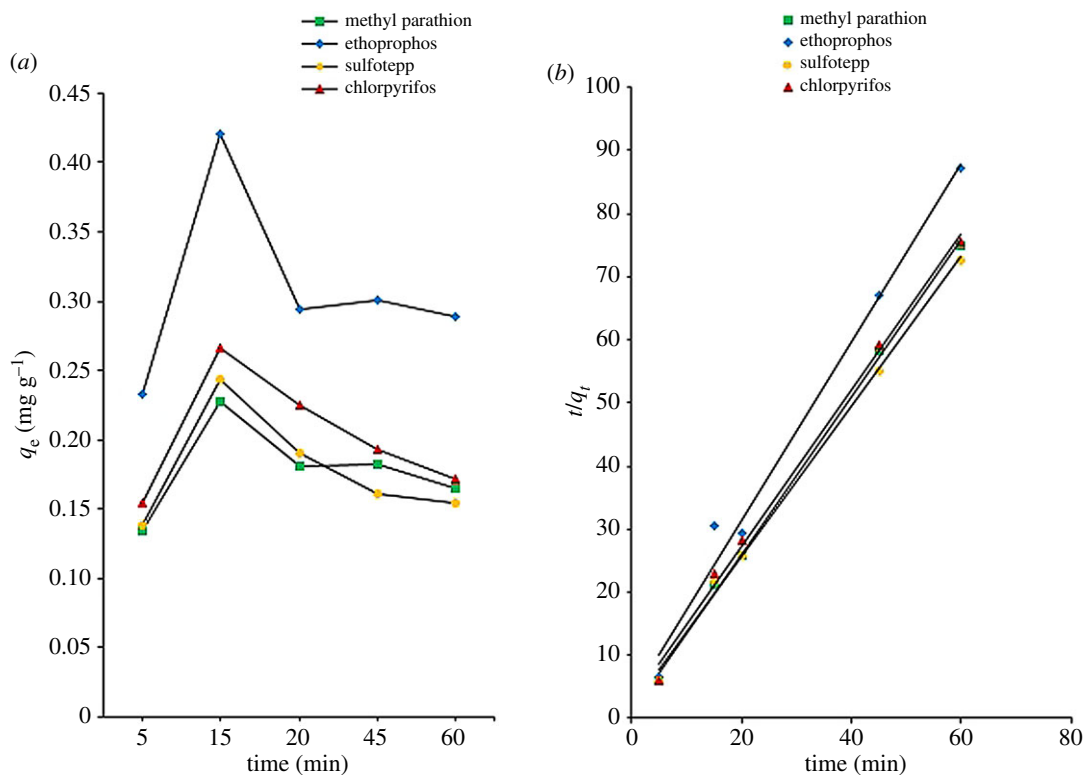 methyl parathion
ethoprophos
sulfotepp
chlorpyrifos
(a)
0.45
0.40
0.35
0.30
0.25
0.20
0.15
0.10
0.05
0
qe (mg g−1)
5 15 20 45 60
time (min)
methyl parathion
ethoprophos
sulfotepp
chlorpyrifos
(b)
100
90
80
70
60
50
40
30
20
10
0
t/qt
0 20 40 60 80
time (min)